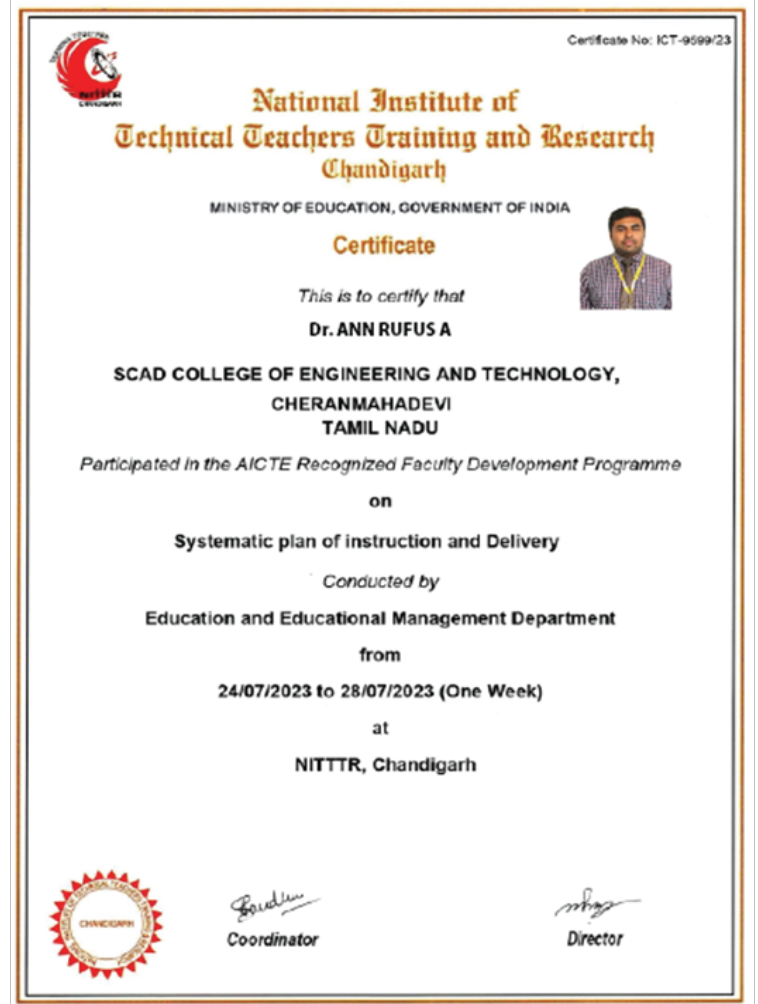 Certificate No: ICT-9599/23
TRAINING TEACHERS
NITTTR
CHANDIGARH
National Institute of
Technical Teachers Training and Research
Chandigarh
MINISTRY OF EDUCATION, GOVERNMENT OF INDIA
Certificate
This is to certify that
Dr. ANN RUFUS A
SCAD COLLEGE OF ENGINEERING AND TECHNOLOGY,
CHERANMAHADEVI
TAMIL NADU
Participated in the AICTE Recognized Faculty Development Programme
on
Systematic plan of instruction and Delivery
Conducted by
Education and Educational Management Department
from
24/07/2023 to 28/07/2023 (One Week)
at
NITTTR, Chandigarh
CHANDIGARH
Coordinator
Director